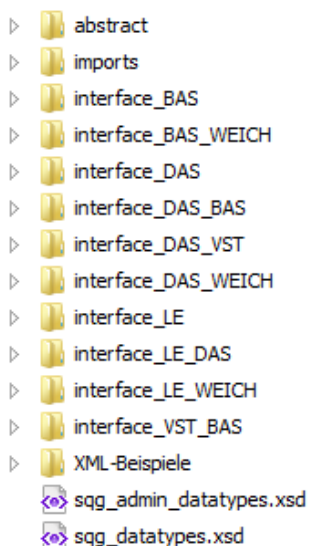 abstract
imports
interface_BAS
interface_BAS_WEICH
interface_DAS
interface_DAS_BAS
interface_DAS_VST
interface_DAS_WEICH
interface_LE
interface_LE_DAS
interface_LE_WEICH
interface_VST_BAS
XML-Beispiele
sqg_admin_datatypes.xsd
sqg_datatypes.xsd